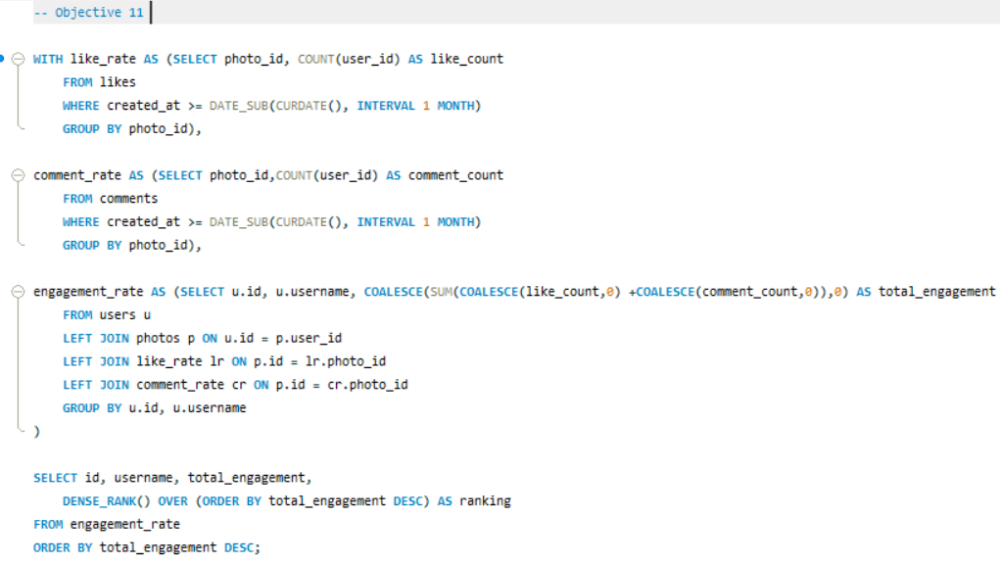 -- Objective 11
WITH like_rate AS (SELECT photo_id, COUNT(user_id) AS like_count
FROM likes
WHERE created_at >= DATE_SUB(CURDATE(), INTERVAL 1 MONTH)
GROUP BY photo_id),
comment_rate AS (SELECT photo_id,COUNT(user_id) AS comment_count
FROM comments
WHERE created_at >= DATE_SUB(CURDATE(), INTERVAL 1 MONTH)
GROUP BY photo_id),
engagement_rate AS (SELECT u.id, u.username, COALESCE(SUM(COALESCE(like_count,0) +COALESCE(comment_count,0)),0) AS total_engagement
FROM users u
LEFT JOIN photos p ON u.id = p.user_id
LEFT JOIN like_rate lr ON p.id = lr.photo_id
LEFT JOIN comment_rate cr ON p.id = cr.photo_id
GROUP BY u.id, u.username
)
SELECT id, username, total_engagement,
DENSE_RANK() OVER (ORDER BY total_engagement DESC) AS ranking
FROM engagement_rate
ORDER BY total_engagement DESC;